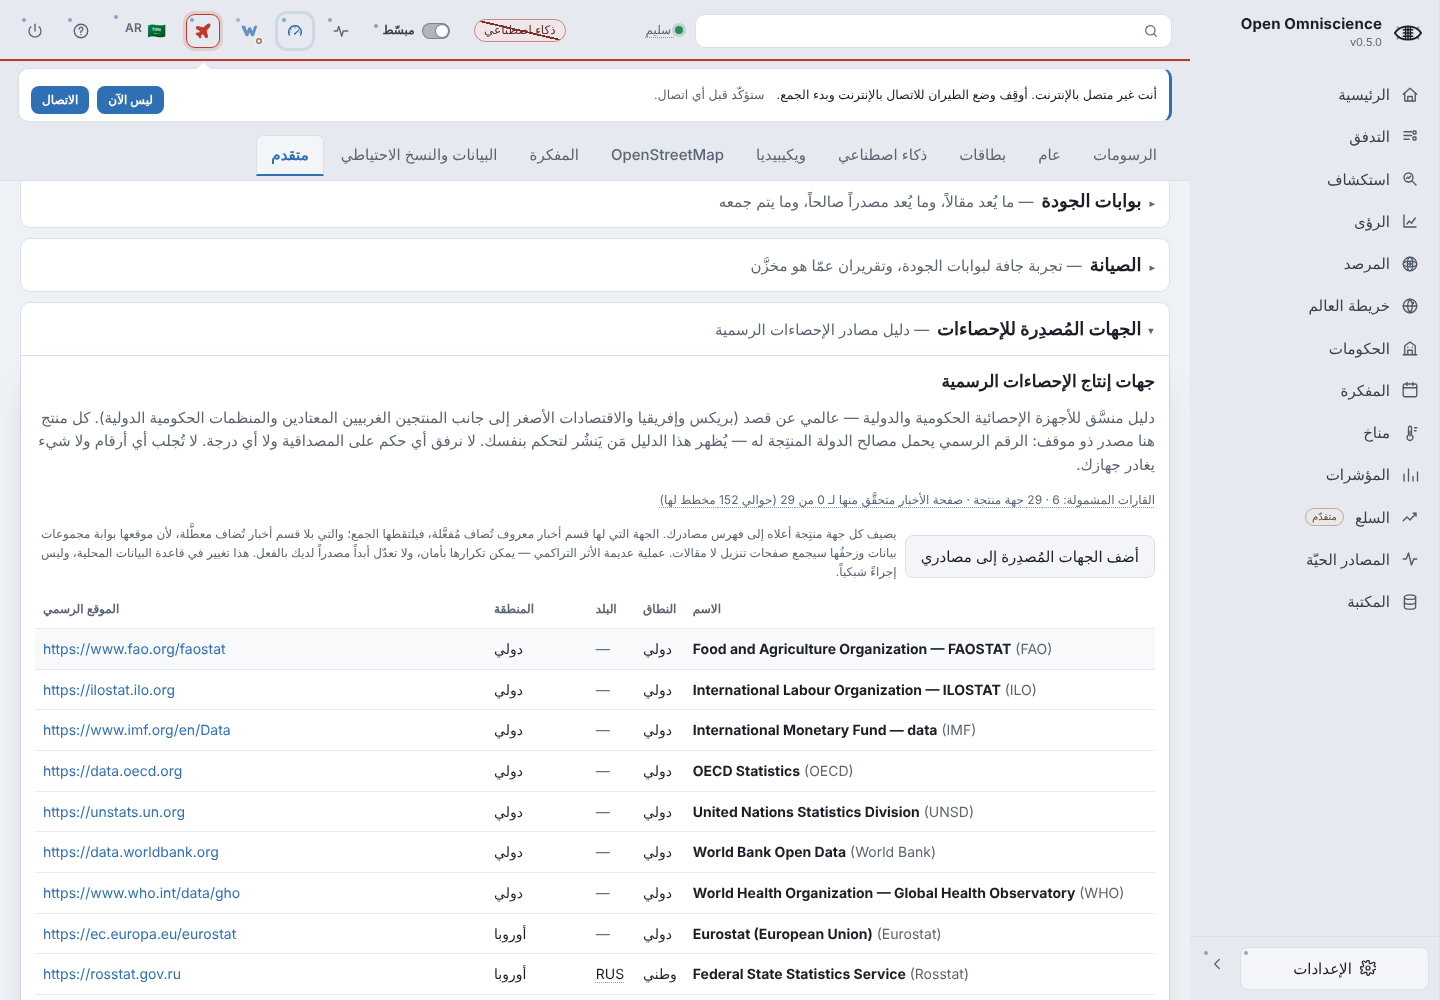 Open Omniscience
v0.5.0
الرئيسية
التدفق
استكشاف
الرؤى
المرصد
خريطة العالم
الحكومات
المفكرة
مناخ
المؤشرات
السلع متقدّم
المصادر الحيّة
المكتبة
الإعدادات
سليم
ذكاء اصطناعي
مبسّط
W
AR
أنت غير متصل بالإنترنت. أوقِف وضع الطيران للاتصال بالإنترنت وبدء الجمع. ستؤكّد قبل أي اتصال.
ليس الآن
الاتصال
الرسومات
عام
بطاقات
ذكاء اصطناعي
ويكيبيديا
OpenStreetMap
المفكرة
البيانات والنسخ الاحتياطي
متقدم
بوابات الجودة — ما يُعد مقالاً، وما يُعد مصدراً صالحاً، وما يتم جمعه
الصيانة — تجربة جافة لبوابات الجودة، وتقريران عمّا هو مخزَّن
الجهات المُصدِرة للإحصاءات — دليل مصادر الإحصاءات الرسمية
جهات إنتاج الإحصاءات الرسمية
دليل منسَّق للأجهزة الإحصائية الحكومية والدولية — عالمي عن قصد (بريكس وإفريقيا والاقتصادات الأصغر إلى جانب المنتجين الغربيين المعتادين والمنظمات الحكومية الدولية). كل منتج
هنا مصدر ذو موقف: الرقم الرسمي يحمل مصالح الدولة المنتِجة له — يُظهر هذا الدليل مَن يَنشُر لتحكم بنفسك. لا نرفق أي حكم على المصداقية ولا أي درجة. لا تُجلب أي أرقام ولا شيء
يغادر جهازك.
القارات المشمولة: 6 · 29 جهة منتجة · صفحة الأخبار متحقَّق منها لـ 0 من 29 (حوالي 152 مخطط لها)
أضف الجهات المُصدِرة إلى مصادري
يضيف كل جهة منتِجة أعلاه إلى فهرس مصادرك. الجهة التي لها قسم أخبار معروف تُضاف مُفعَّلة، فيلتقطها الجمع؛ والتي بلا قسم أخبار تُضاف معطَّلة، لأن موقعها بوابة مجموعات
بيانات وزحفُها سيجمع صفحات تنزيل لا مقالات. عملية عديمة الأثر التراكمي — يمكن تكرارها بأمان، ولا تعدّل أبداً مصدراً لديك بالفعل. هذا تغيير في قاعدة البيانات المحلية، وليس
إجراءً شبكياً.
الاسم النطاق البلد المنطقة الموقع الرسمي
Food and Agriculture Organization — FAOSTAT (FAO) دولي — دولي https://www.fao.org/faostat
International Labour Organization — ILOSTAT (ILO) دولي — دولي https://ilostat.ilo.org
International Monetary Fund — data (IMF) دولي — دولي https://www.imf.org/en/Data
OECD Statistics (OECD) دولي — دولي https://data.oecd.org
United Nations Statistics Division (UNSD) دولي — دولي https://unstats.un.org
World Bank Open Data (World Bank) دولي — دولي https://data.worldbank.org
World Health Organization — Global Health Observatory (WHO) دولي — دولي https://www.who.int/data/gho
Eurostat (European Union) (Eurostat) دولي — أوروبا https://ec.europa.eu/eurostat
Federal State Statistics Service (Rosstat) وطني RUS أوروبا https://rosstat.gov.ru